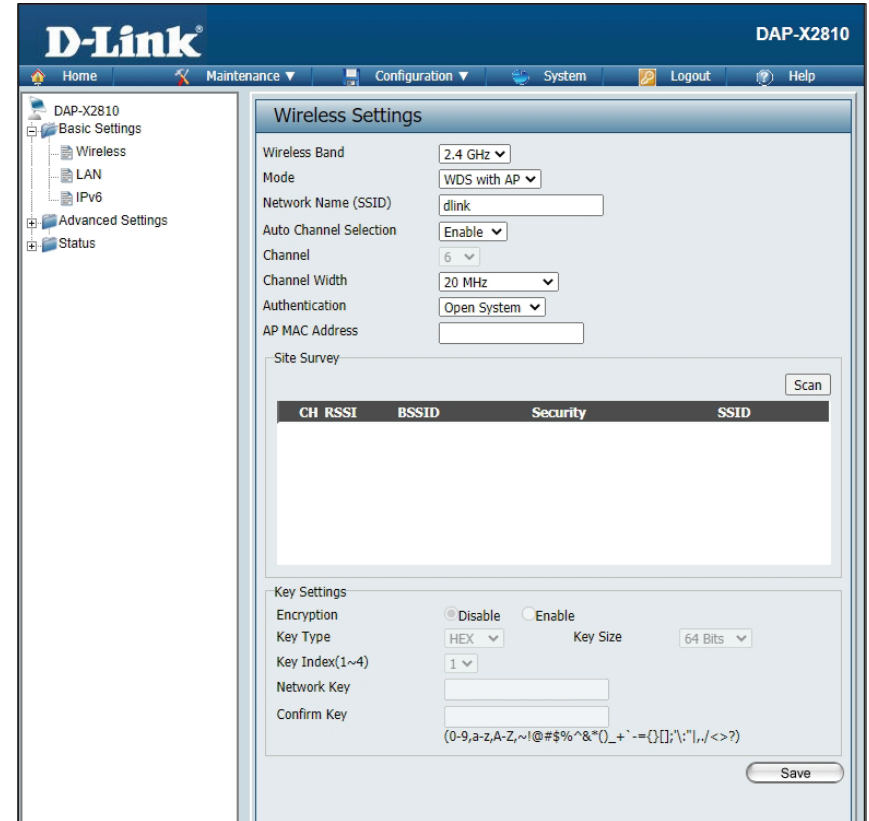 D-Link®
DAP-X2810
Home Maintenance ▼ Configuration ▼ System Logout Help
DAP-X2810
Basic Settings
Wireless
LAN
IPv6
Advanced Settings
Status
Wireless Settings
Wireless Band 2.4 GHz
Mode WDS with AP
Network Name (SSID) dlink
Auto Channel Selection Enable
Channel 6
Channel Width 20 MHz
Authentication Open System
AP MAC Address
Site Survey
Scan
CH RSSI BSSID Security SSID
Key Settings
Encryption Disable Enable
Key Type HEX Key Size 64 Bits
Key Index(1~4) 1
Network Key
Confirm Key
(0-9,a-z,A-Z,~!@#$%^&*()_+`-={}[];'\:"|,./<>?)
Save